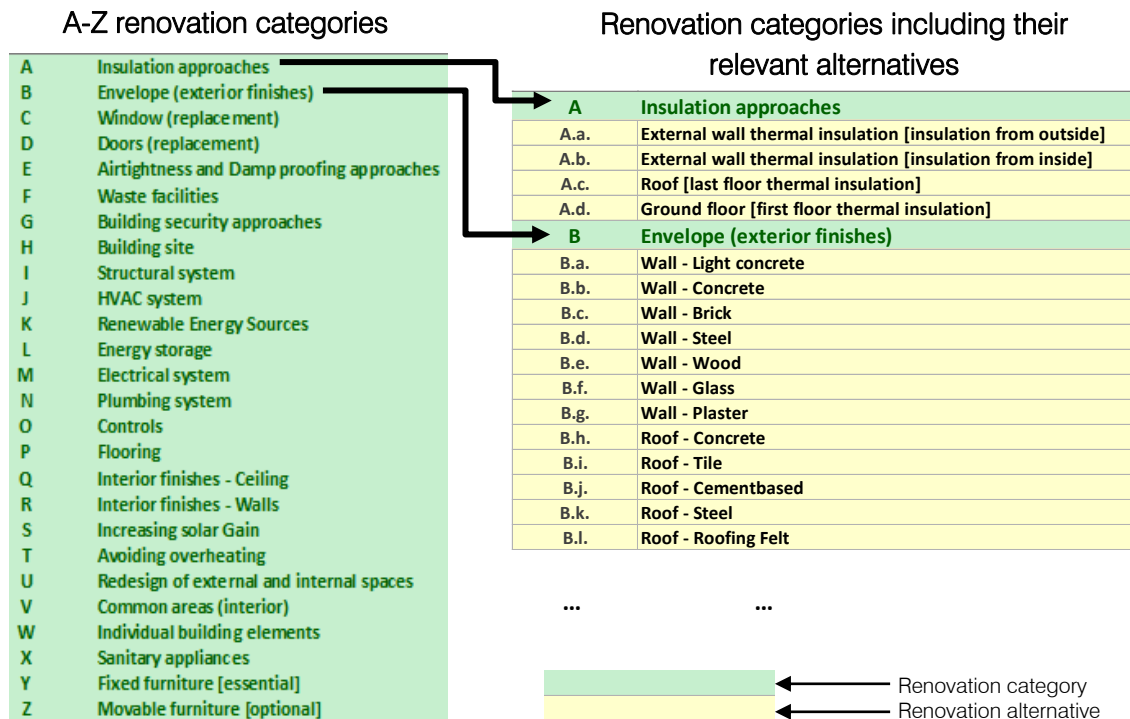 A-Z renovation categories
A Insulation approaches
B Envelope (exterior finishes)
C Window (replacement)
D Doors (replacement)
E Airtightness and Damp proofing approaches
F Waste facilities
G Building security approaches
H Building site
I Structural system
J HVAC system
K Renewable Energy Sources
L Energy storage
M Electrical system
N Plumbing system
O Controls
P Flooring
Q Interior finishes - Ceiling
R Interior finishes - Walls
S Increasing solar Gain
T Avoiding overheating
U Redesign of external and internal spaces
V Common areas (interior)
W Individual building elements
X Sanitary appliances
Y Fixed furniture [essential]
Z Movable furniture [optional]
Renovation categories including their
relevant alternatives
A Insulation approaches
A.a. External wall thermal insulation [insulation from outside]
A.b. External wall thermal insulation [insulation from inside]
A.c. Roof [last floor thermal insulation]
A.d. Ground floor [first floor thermal insulation]
B Envelope (exterior finishes)
B.a. Wall - Light concrete
B.b. Wall - Concrete
B.c. Wall - Brick
B.d. Wall - Steel
B.e. Wall - Wood
B.f. Wall - Glass
B.g. Wall - Plaster
B.h. Roof - Concrete
B.i. Roof - Tile
B.j. Roof - Cementbased
B.k. Roof - Steel
B.l. Roof - Roofing Felt
... ...
Renovation category
Renovation alternative